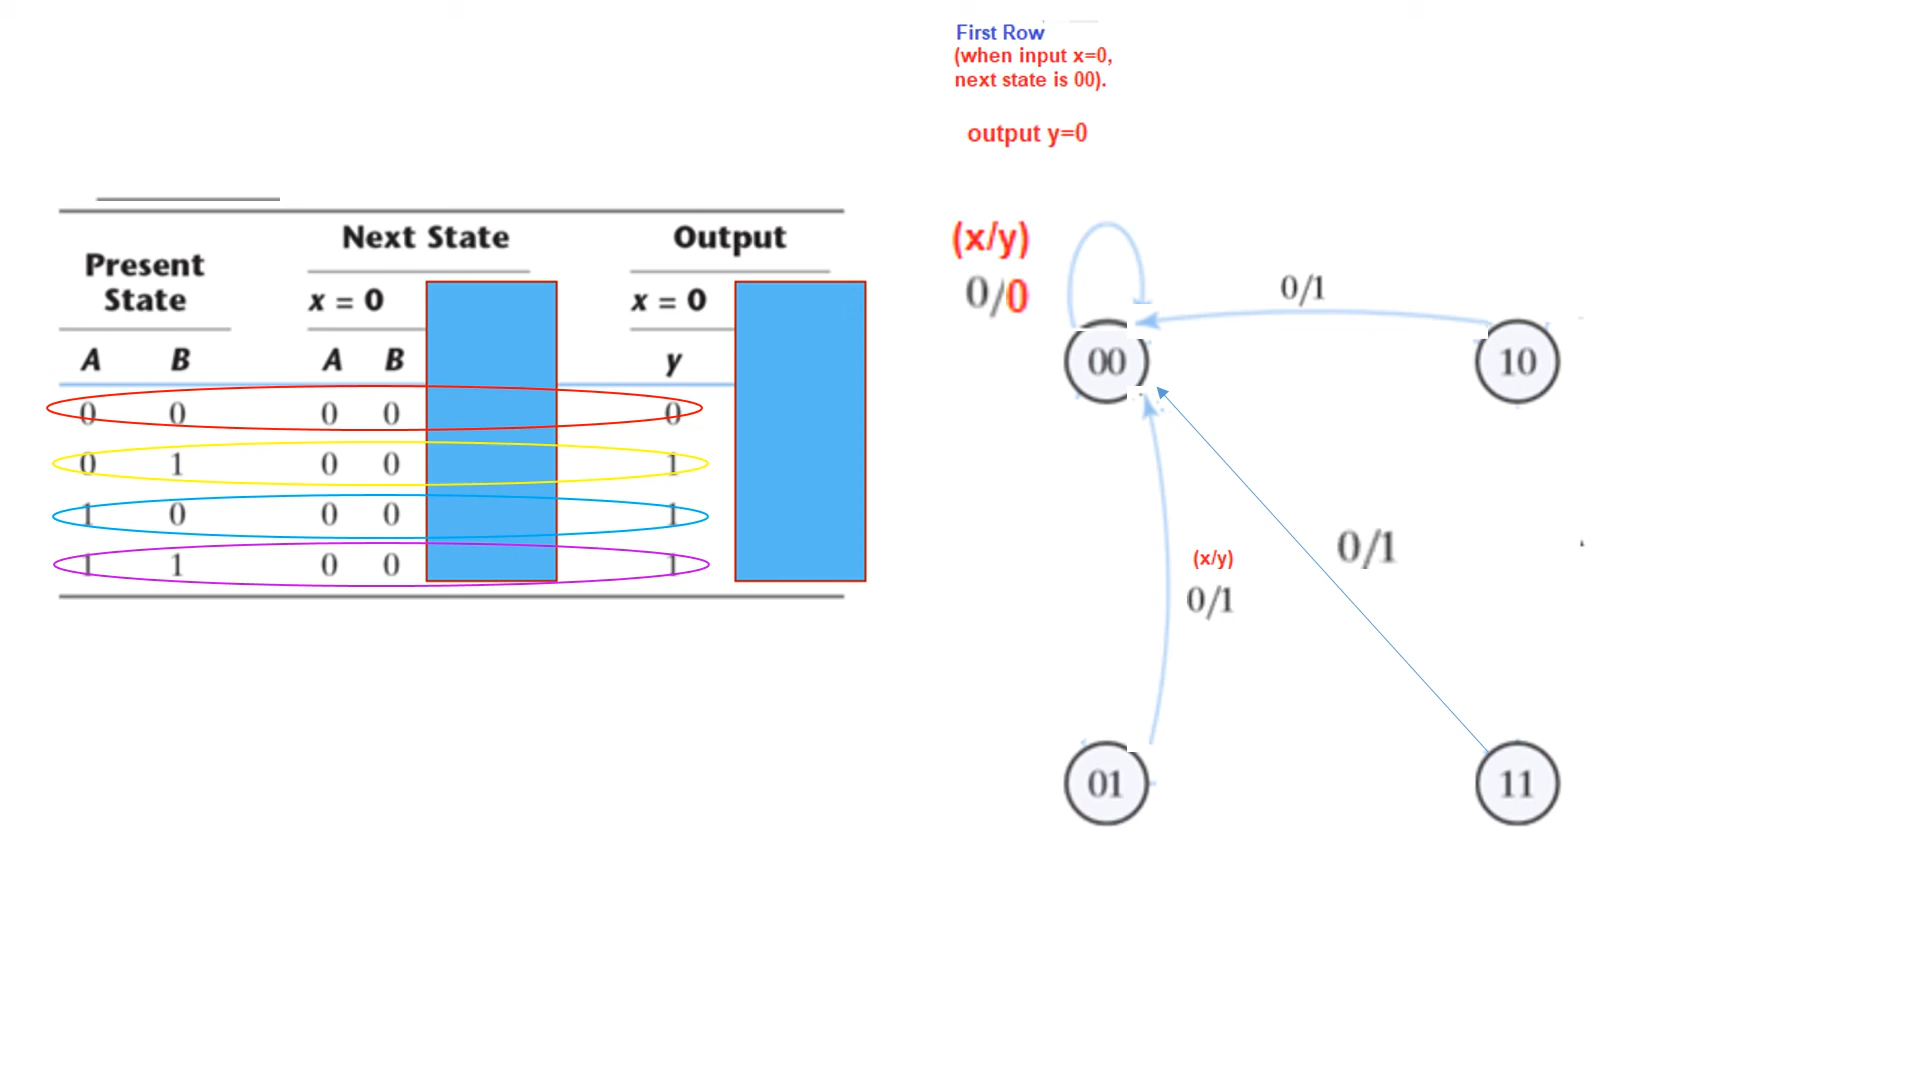 First Row
(when input x=0,
next state is 00).
output y=0
Next State
Output
Present
State
x = 0
x = 0
A B A B y
0 0 0 0 0
0 1 0 0 1
1 0 0 0 1
1 1 0 0 1
(x/y)
0/0
0/1
00
10
0/1
(x/y)
0/1
01
11